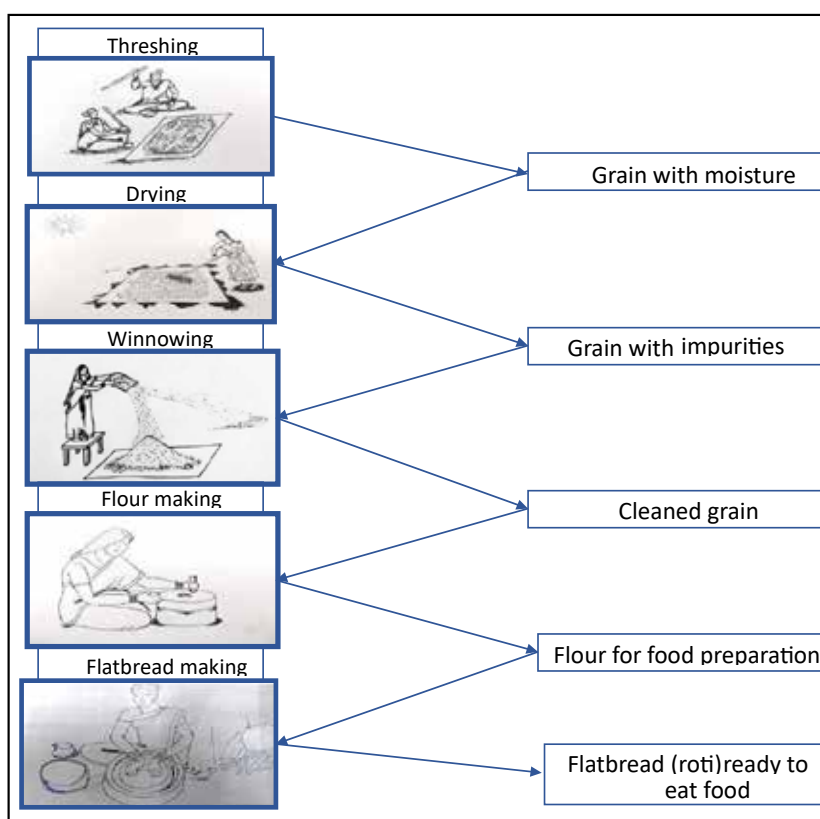 Threshing
Grain with moisture
Drying
Grain with impurities
Winnowing
Cleaned grain
Flour making
Flour for food preparation
Flatbread making
Flatbread (roti)ready to
eat food